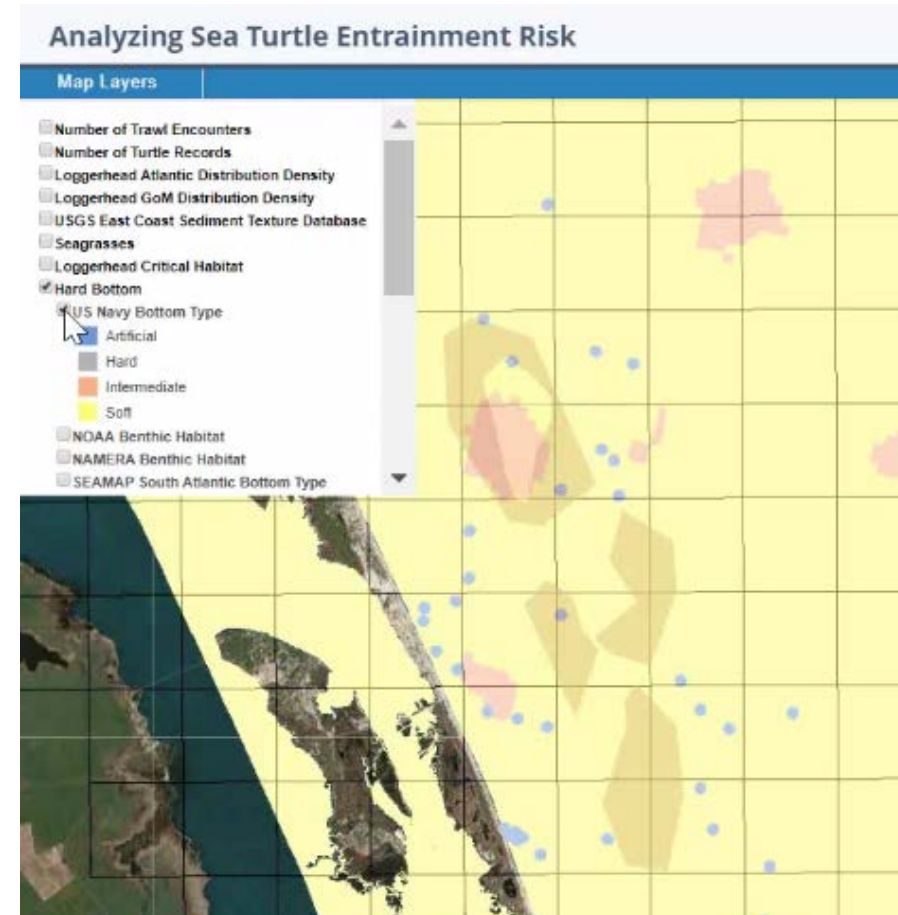 Analyzing Sea Turtle Entrainment Risk
Map Layers
Number of Trawl Encounters
Number of Turtle Records
Loggerhead Atlantic Distribution Density
Loggerhead GoM Distribution Density
USGS East Coast Sediment Texture Database
Seagrasses
Loggerhead Critical Habitat
Hard Bottom
US Navy Bottom Type
Artificial
Hard
Intermediate
Soft
NOAA Benthic Habitat
NAMERA Benthic Habitat
SEAMAP South Atlantic Bottom Type